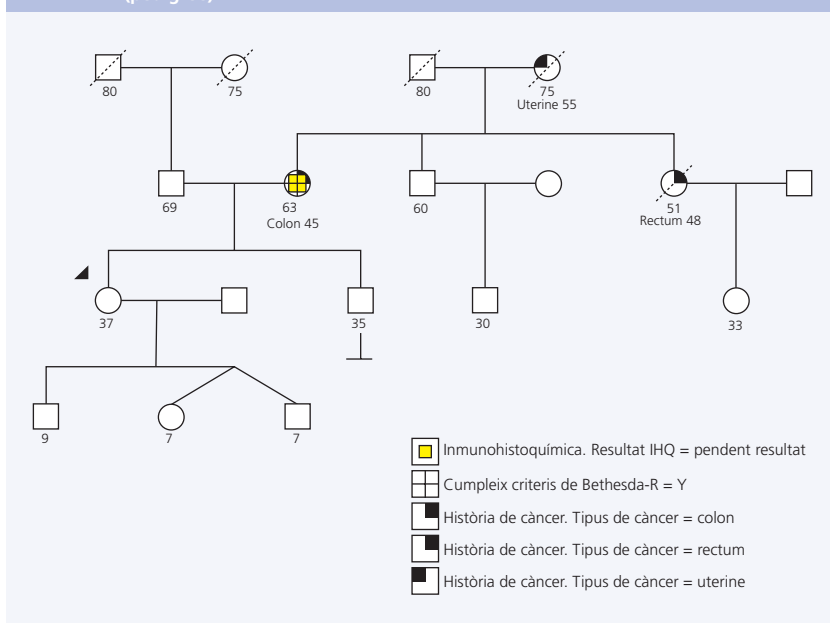 80 75 80 75
Uterine 55
69 63 60 51
Colon 45 Rectum 48
37 35 30 33
9 7 7
Inmunohistoquímica. Resultat IHQ = pendent resultat
Cumpleix criteris de Bethesda-R = Y
Història de càncer. Tipus de càncer = colon
Història de càncer. Tipus de càncer = rectum
Història de càncer. Tipus de càncer = uterine